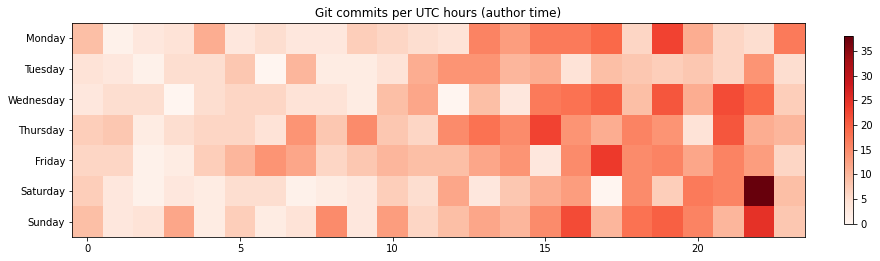 Git commits per UTC hours (author time)
Monday
Tuesday
Wednesday
Thursday
Friday
Saturday
Sunday
0 5 10 15 20
35
30
25
20
15
10
5
0